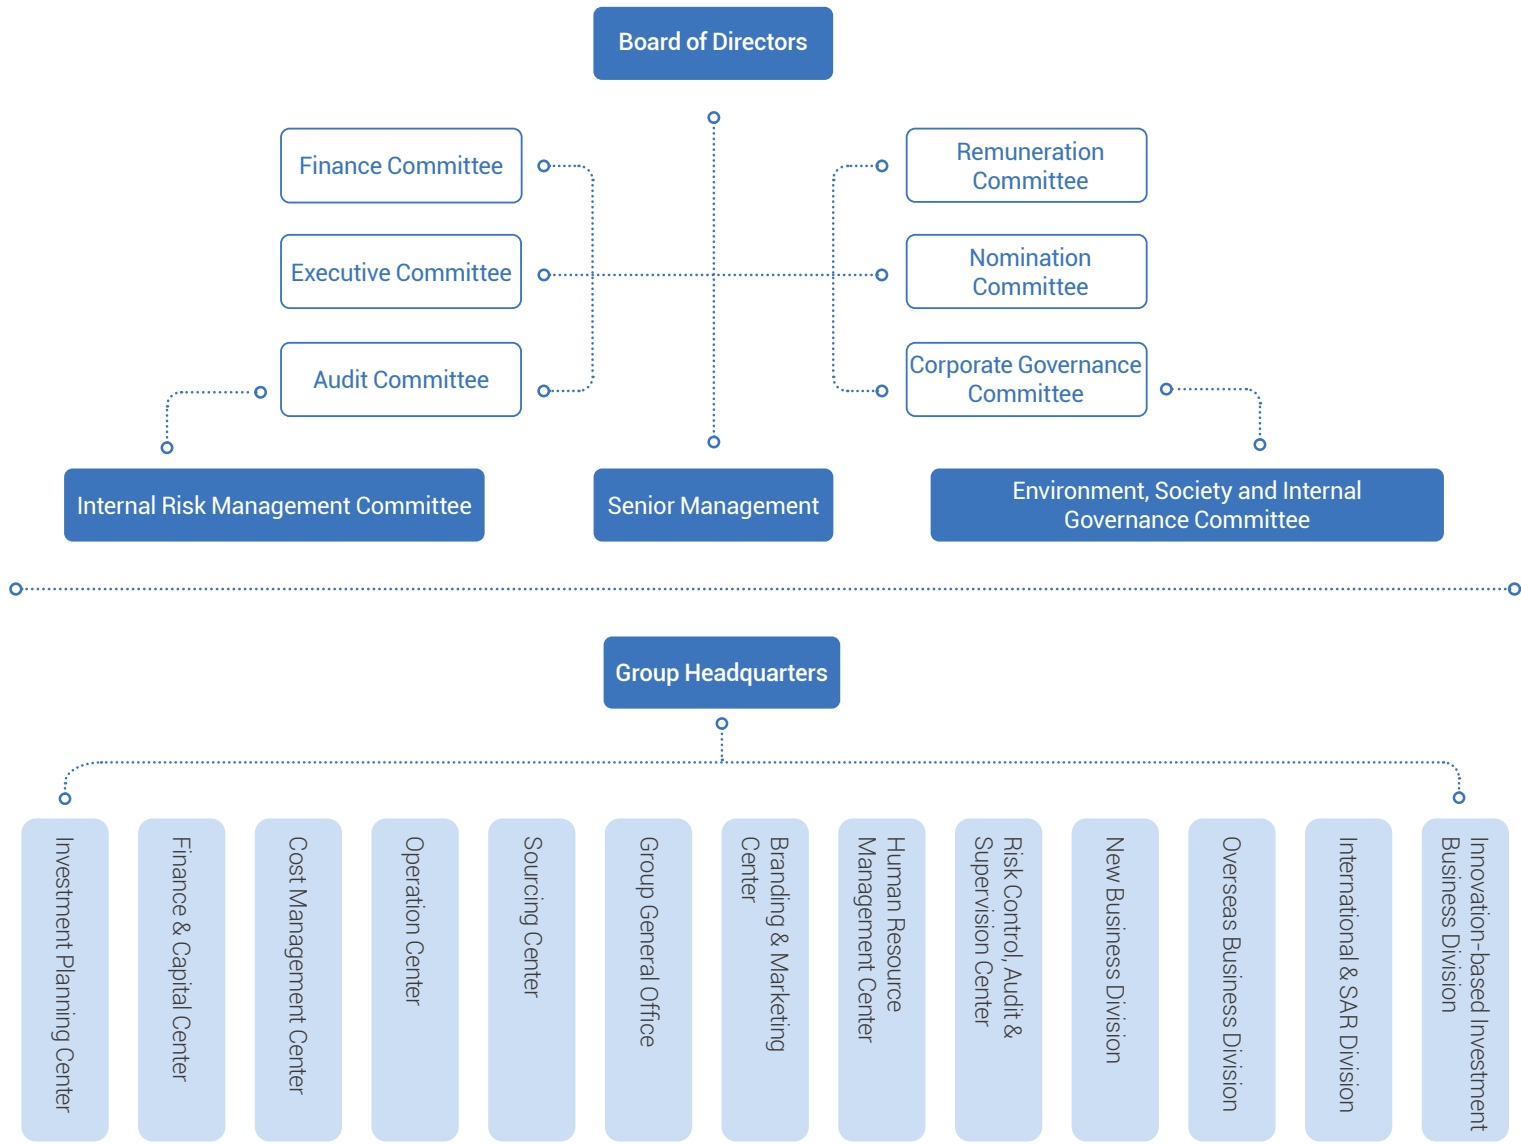 Board of Directors
Finance Committee
Remuneration
Committee
Executive Committee
Nomination
Committee
Audit Committee
Corporate Governance
Committee
Internal Risk Management Committee
Senior Management
Environment, Society and Internal
Governance Committee
Group Headquarters
Investment Planning Center
Finance & Capital Center
Cost Management Center
Operation Center
Sourcing Center
Group General Office
Branding & Marketing
Center
Human Resource
Management Center
Risk Control, Audit &
Supervision Center
New Business Division
Overseas Business Division
International & SAR Division
Innovation-based Investment
Business Division